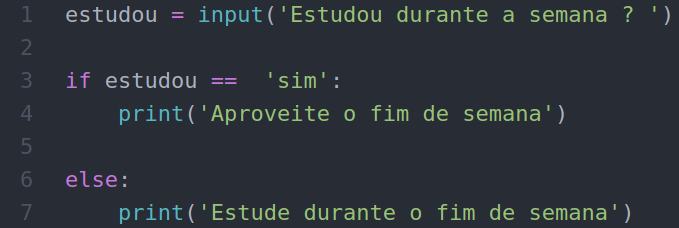 1 estudou = input('Estudou durante a semana ? ')
2
3 if estudou ==  'sim':
4     print('Aproveite o fim de semana')
5
6 else:
7     print('Estude durante o fim de semana')